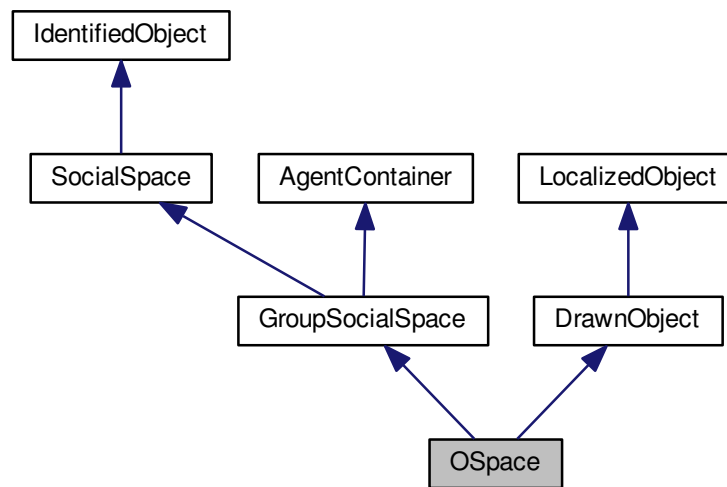 IdentifiedObject
SocialSpace
AgentContainer
LocalizedObject
GroupSocialSpace
DrawnObject
OSpace